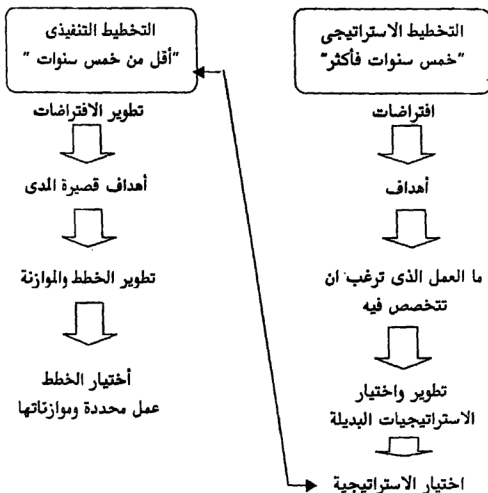 التخطيط الاستراتيجى
"خمس سنوات فأكثر"
افتراضات
أهداف
ما العمل الذى ترغب ان
تتخصص فيه
تطوير واختيار
الاستراتيجيات البديلة
اختيار الاستراتيجية
التخطيط التنفيذى
"أقل من خمس سنوات "
تطوير الافتراضات
أهداف قصيرة المدى
تطوير الخطط والموازنة
أختيار الخطط
عمل محددة وموازناتها